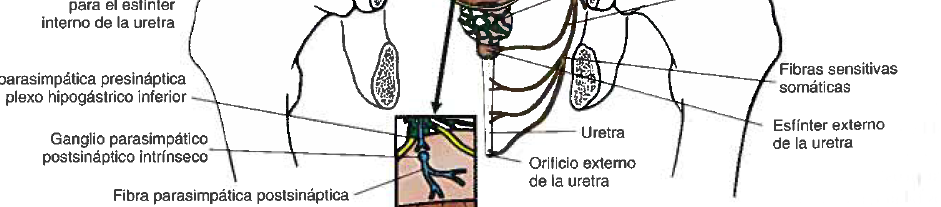 para el esfínter
interno de la uretra
parasimpática presináptica
plexo hipogástrico inferior
Ganglio parasimpático
postsináptico intrínseco
Fibra parasimpática postsináptica
Fibras sensitivas
somáticas
Esfínter externo
de la uretra
Uretra
Orificio externo
de la uretra